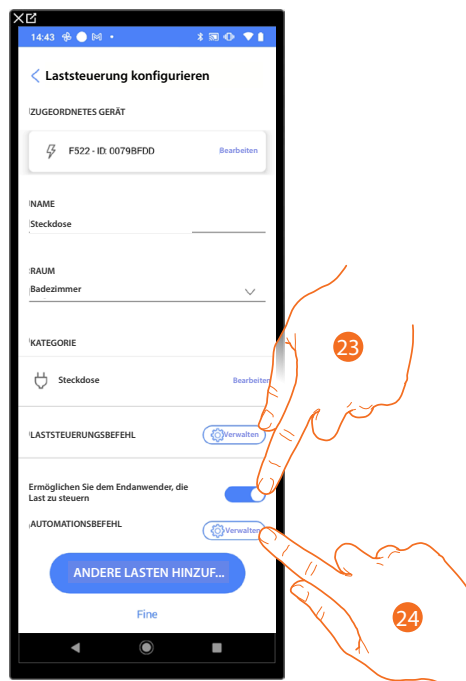 14:43
Laststeuerung konfigurieren
ZUGEORDNETES GERÄT
F522 - ID: 0079BFDD Bearbeiten
NAME
Steckdose
RAUM
Badezimmer
KATEGORIE
Steckdose Bearbeiten
LASTSTEUERUNGSBEFEHL Verwalten
Ermöglichen Sie dem Endanwender, die
Last zu steuern
AUTOMATIONSBEFEHL Verwalten
ANDERE LASTEN HINZUF...
Fine
23
24